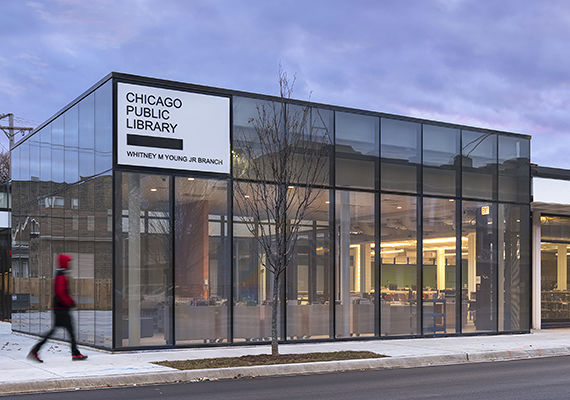 CHICAGO
PUBLIC
LIBRARY
WHITNEY M YOUNG JR BRANCH